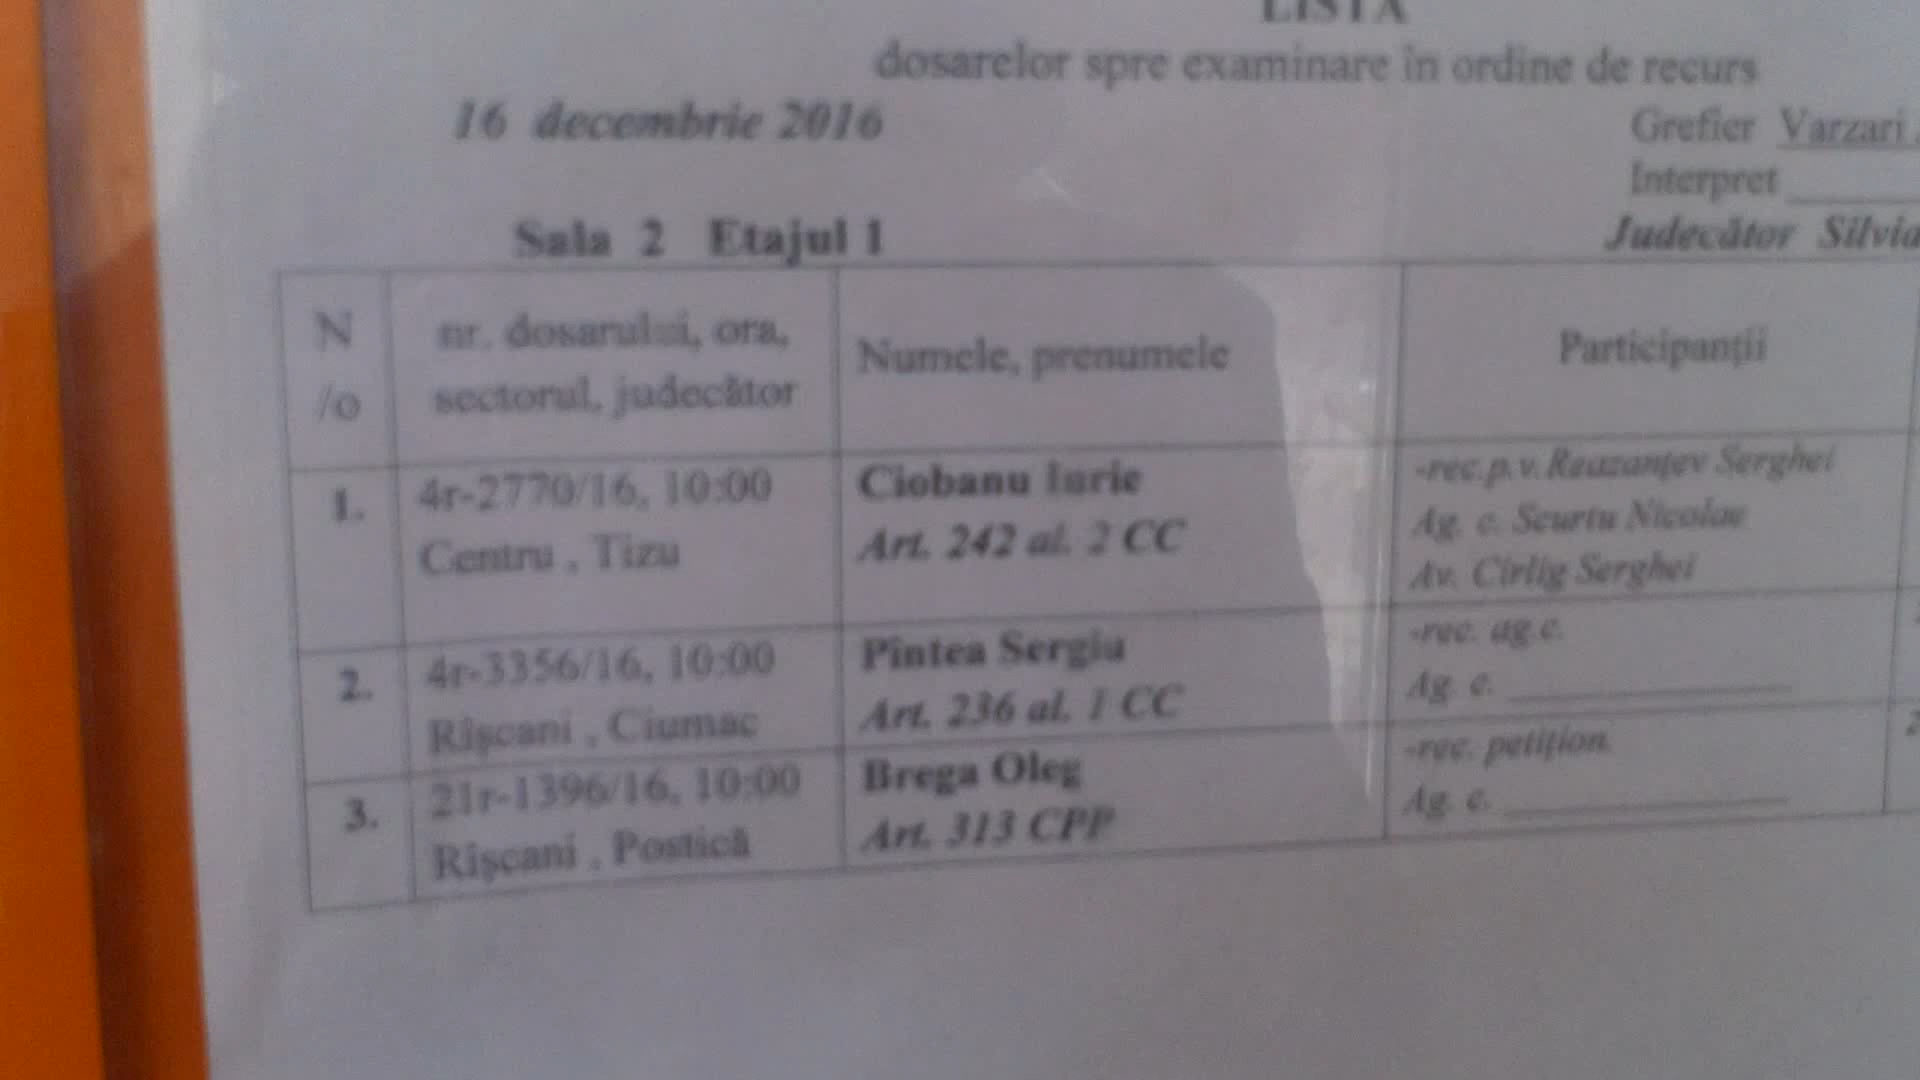 LISTA
dosarelor spre examinare în ordine de recurs
16 decembrie 2016
Grefier Varzari
Interpret
Sala 2 Etajul 1
Judecător Silvia
N /o
nr. dosarului, ora,
sectorul, judecător
Numele, prenumele
Participanții
1.
4r-2770/16, 10:00
Centru , Tizu
Ciobanu Iurie
Art. 242 al. 2 CC
-rec.p.v. Reazanțev Serghei
Ag. c. Scurtu Nicolae
Av. Cîrlig Serghei
2.
4r-3356/16, 10:00
Rîșcani , Ciumac
Pîntea Sergiu
Art. 236 al. 1 CC
-rec. ag.c.
Ag. c.
3.
21r-1396/16, 10:00
Rîșcani , Postică
Brega Oleg
Art. 313 CPP
-rec. petiţion.
Ag. c.